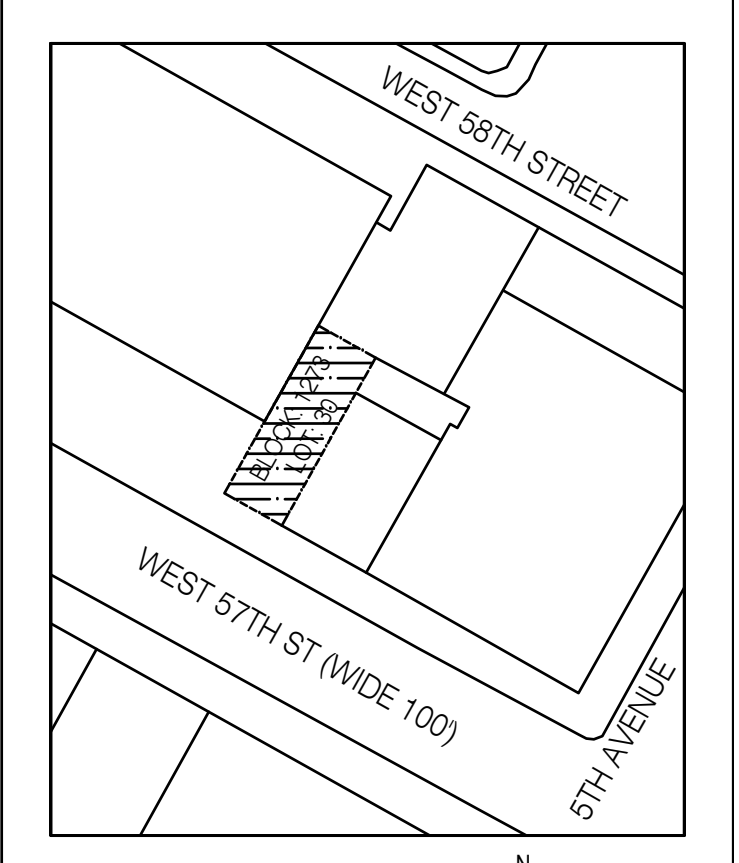 WEST 58TH STREET
BLOCK: 1273
LOT: 30
WEST 57TH ST (WIDE 100')
5TH AVENUE
N